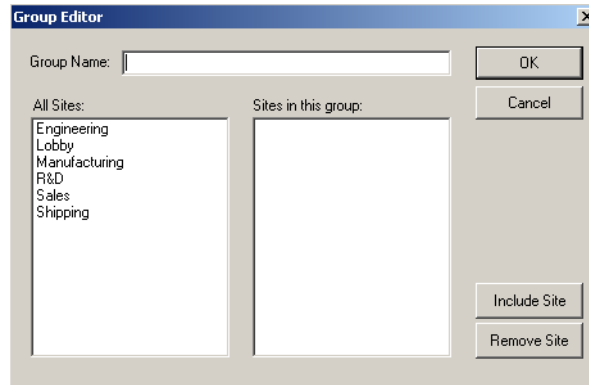 Group Editor
Group Name:
OK
Cancel
All Sites:
Sites in this group:
Engineering
Lobby
Manufacturing
R&D
Sales
Shipping
Include Site
Remove Site